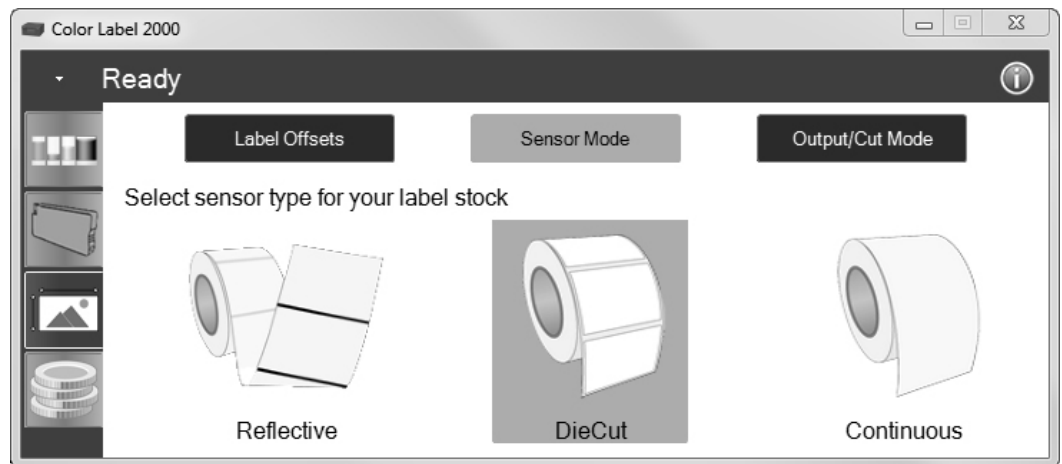 Color Label 2000
Ready
Label Offsets
Sensor Mode
Output/Cut Mode
Select sensor type for your label stock
Reflective
DieCut
Continuous